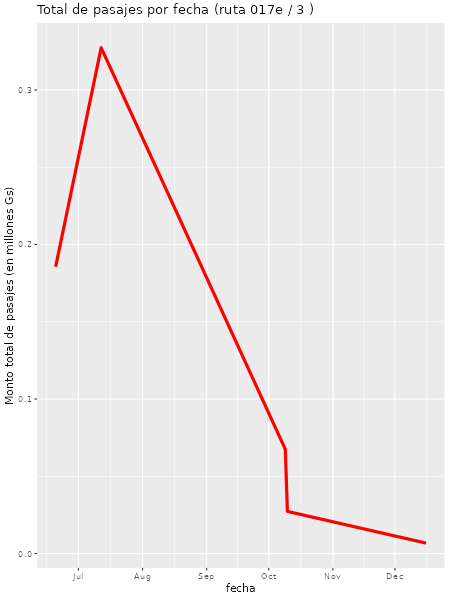 Total de pasajes por fecha (ruta 017e / 3 )
Monto total de pasajes (en millones Gs)
0.3
0.2
0.1
0.0
Jul Aug Sep Oct Nov Dec
fecha